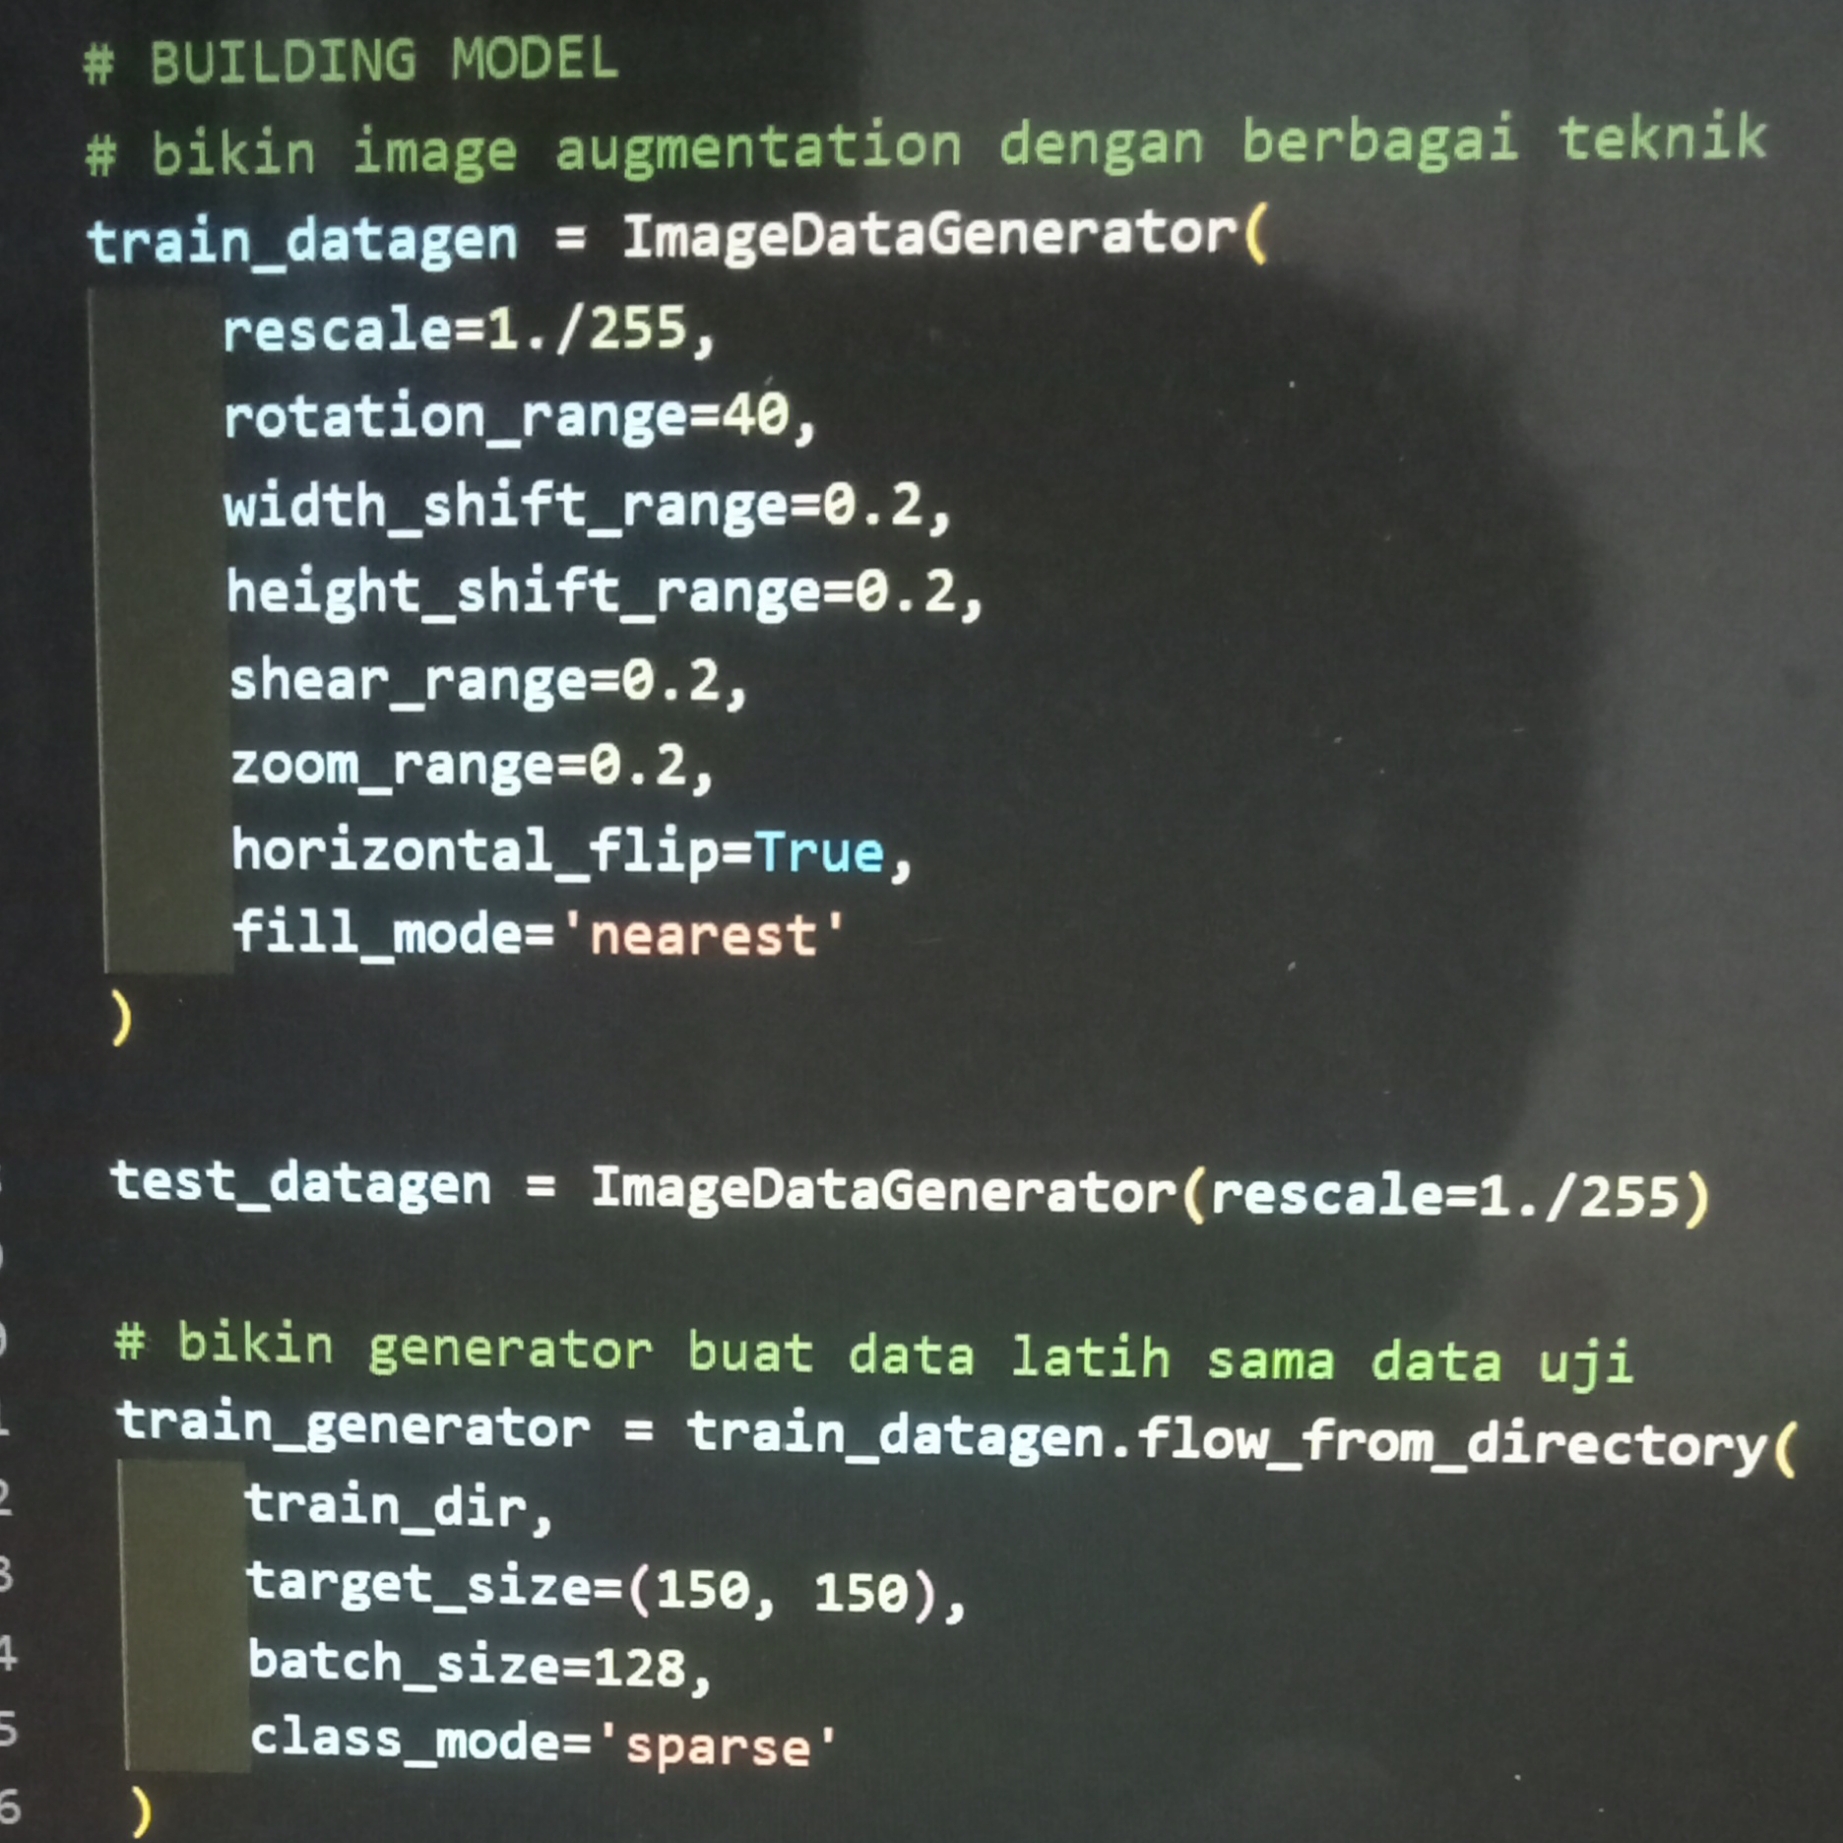 # BUILDING MODEL
# bikin image augmentation dengan berbagai teknik
train_datagen = ImageDataGenerator(
rescale=1./255,
rotation_range=40,
width_shift_range=0.2,
height_shift_range=0.2,
shear_range=0.2,
zoom_range=0.2,
horizontal_flip=True,
fill_mode='nearest'
)
test_datagen = ImageDataGenerator(rescale=1./255)
# bikin generator buat data latih sama data uji
train_generator = train_datagen.flow_from_directory(
2 train_dir,
3 target_size=(150, 150),
4 batch_size=128,
5 class_mode='sparse'
6 )